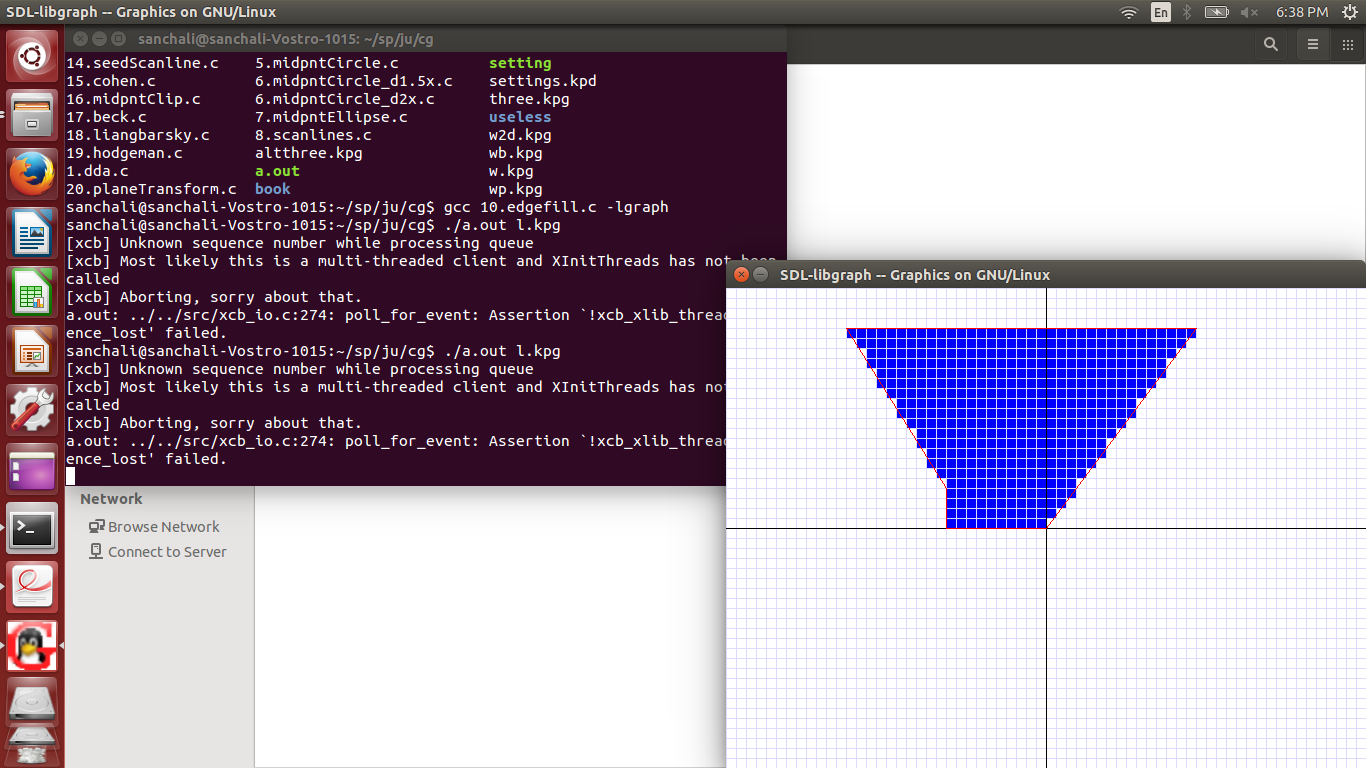 SDL-libgraph -- Graphics on GNU/Linux
En
6:38 PM
sanchali@sanchali-Vostro-1015: ~/sp/ju/cg
14.seedScanline.c 5.midpntCircle.c setting
15.cohen.c 6.midpntCircle_d1.5x.c settings.kpd
16.midpntClip.c 6.midpntCircle_d2x.c three.kpg
17.beck.c 7.midpntEllipse.c useless
18.liangbarsky.c 8.scanlines.c w2d.kpg
19.hodgeman.c altthree.kpg wb.kpg
1.dda.c a.out w.kpg
20.planeTransform.c book wp.kpg
sanchali@sanchali-Vostro-1015:~/sp/ju/cg$ gcc 10.edgefill.c -lgraph
sanchali@sanchali-Vostro-1015:~/sp/ju/cg$ ./a.out l.kpg
[xcb] Unknown sequence number while processing queue
[xcb] Most likely this is a multi-threaded client and XInitThreads has not been
called
[xcb] Aborting, sorry about that.
a.out: ../../src/xcb_io.c:274: poll_for_event: Assertion `!xcb_xlib_threa
ence_lost' failed.
sanchali@sanchali-Vostro-1015:~/sp/ju/cg$ ./a.out l.kpg
[xcb] Unknown sequence number while processing queue
[xcb] Most likely this is a multi-threaded client and XInitThreads has not
called
[xcb] Aborting, sorry about that.
a.out: ../../src/xcb_io.c:274: poll_for_event: Assertion `!xcb_xlib_threa
ence_lost' failed.
SDL-libgraph -- Graphics on GNU/Linux
Network
Browse Network
Connect to Server